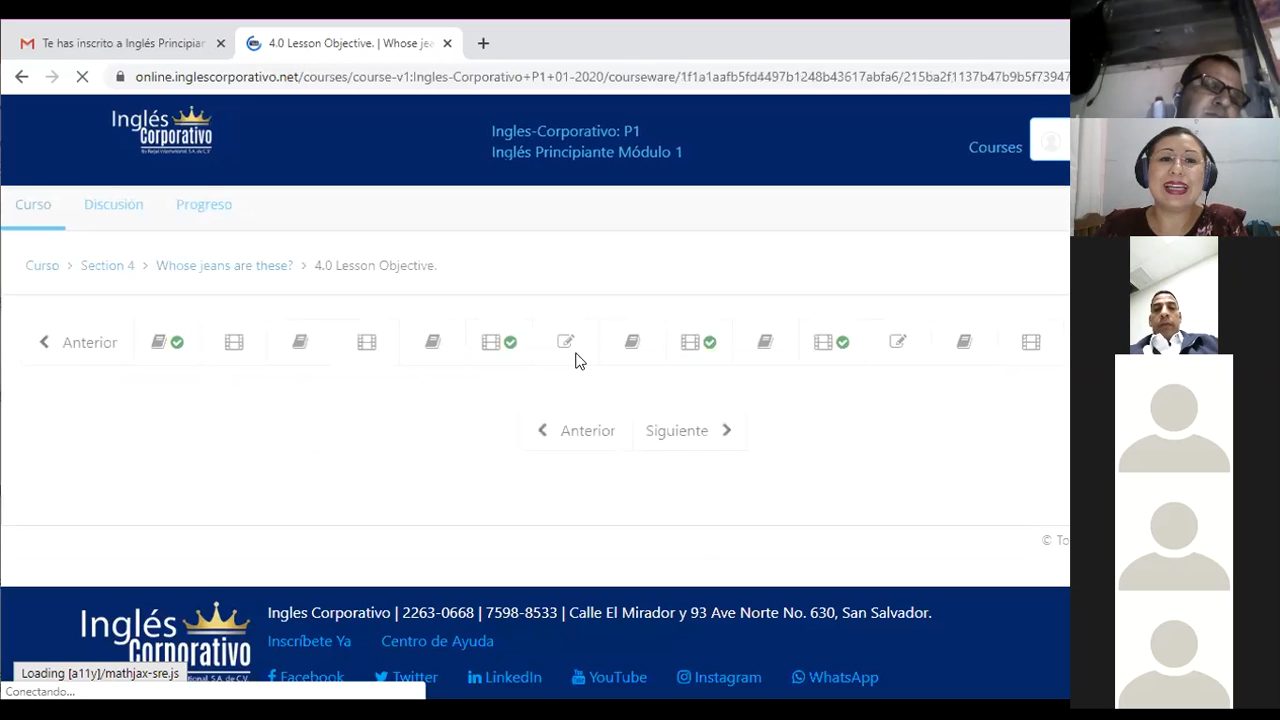 Te has inscrito a Inglés Principian
4.0 Lesson Objective. | Whose jea
online.inglescorporativo.net/courses/course-v1:Ingles-Corporativo+P1+01-2020/courseware/1f1a1aafb5fd4497b1248b43617abfa6/215ba2f1137b47b9b5f73947
Inglés
Corporativo
Ingles-Corporativo: P1
Inglés Principiante Módulo 1
Courses
Curso
Discusión
Progreso
Curso > Section 4 > Whose jeans are these? > 4.0 Lesson Objective.
Anterior
Anterior
Siguiente
© To
Inglés
Corporativo
Ingles Corporativo | 2263-0668 | 7598-8533 | Calle El Mirador y 93 Ave Norte No. 630, San Salvador.
Inscríbete Ya
Centro de Ayuda
Facebook
Twitter
LinkedIn
YouTube
Instagram
WhatsApp
Loading [a11y]/mathjax-sre.js
Conectando...